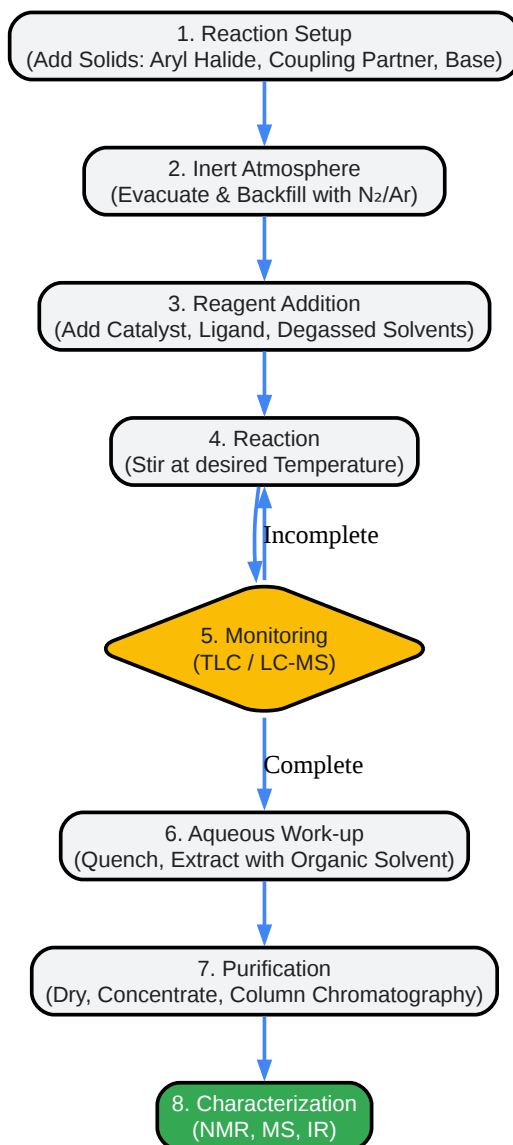 1. Reaction Setup
(Add Solids: Aryl Halide, Coupling Partner, Base)
2. Inert Atmosphere
(Evacuate & Backfill with N₂/Ar)
3. Reagent Addition
(Add Catalyst, Ligand, Degassed Solvents)
4. Reaction
(Stir at desired Temperature)
Incomplete
5. Monitoring
(TLC / LC-MS)
Complete
6. Aqueous Work-up
(Quench, Extract with Organic Solvent)
7. Purification
(Dry, Concentrate, Column Chromatography)
8. Characterization
(NMR, MS, IR)